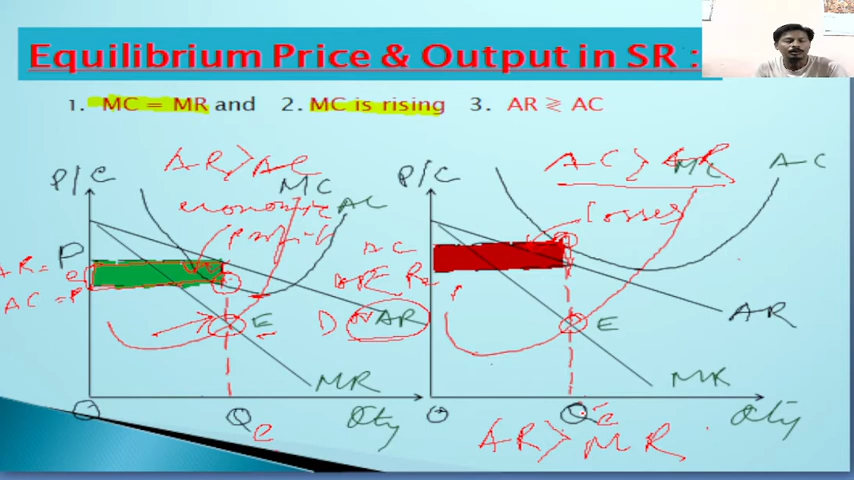 Equilibrium Price & Output in SR :
1. MC = MR and 2. MC is rising 3. AR ≷ AC
AR > AC
P/C
MC
AC
economic
profit
P
AR =
AC =
E
D
AR
MR
O
Qe
Qty
AC > AR
P/C
MC
AC
losses
AC
P
E
AR
MR
O
Qe
Qty
AR > MR